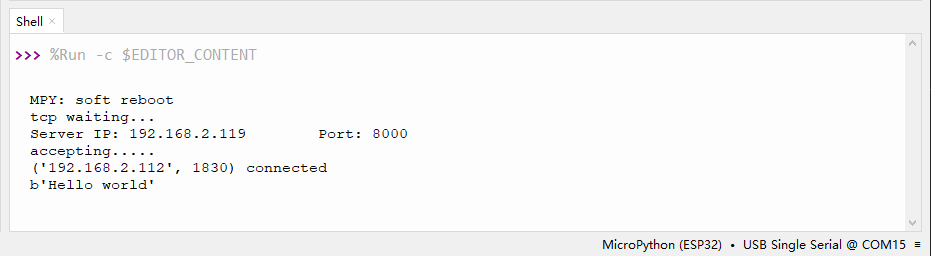 Shell ×
>>> %Run -c $EDITOR_CONTENT
MPY: soft reboot
tcp waiting...
Server IP: 192.168.2.119        Port: 8000
accepting.....
('192.168.2.112', 1830) connected
b'Hello world'
MicroPython (ESP32) • USB Single Serial @ COM15 ≡